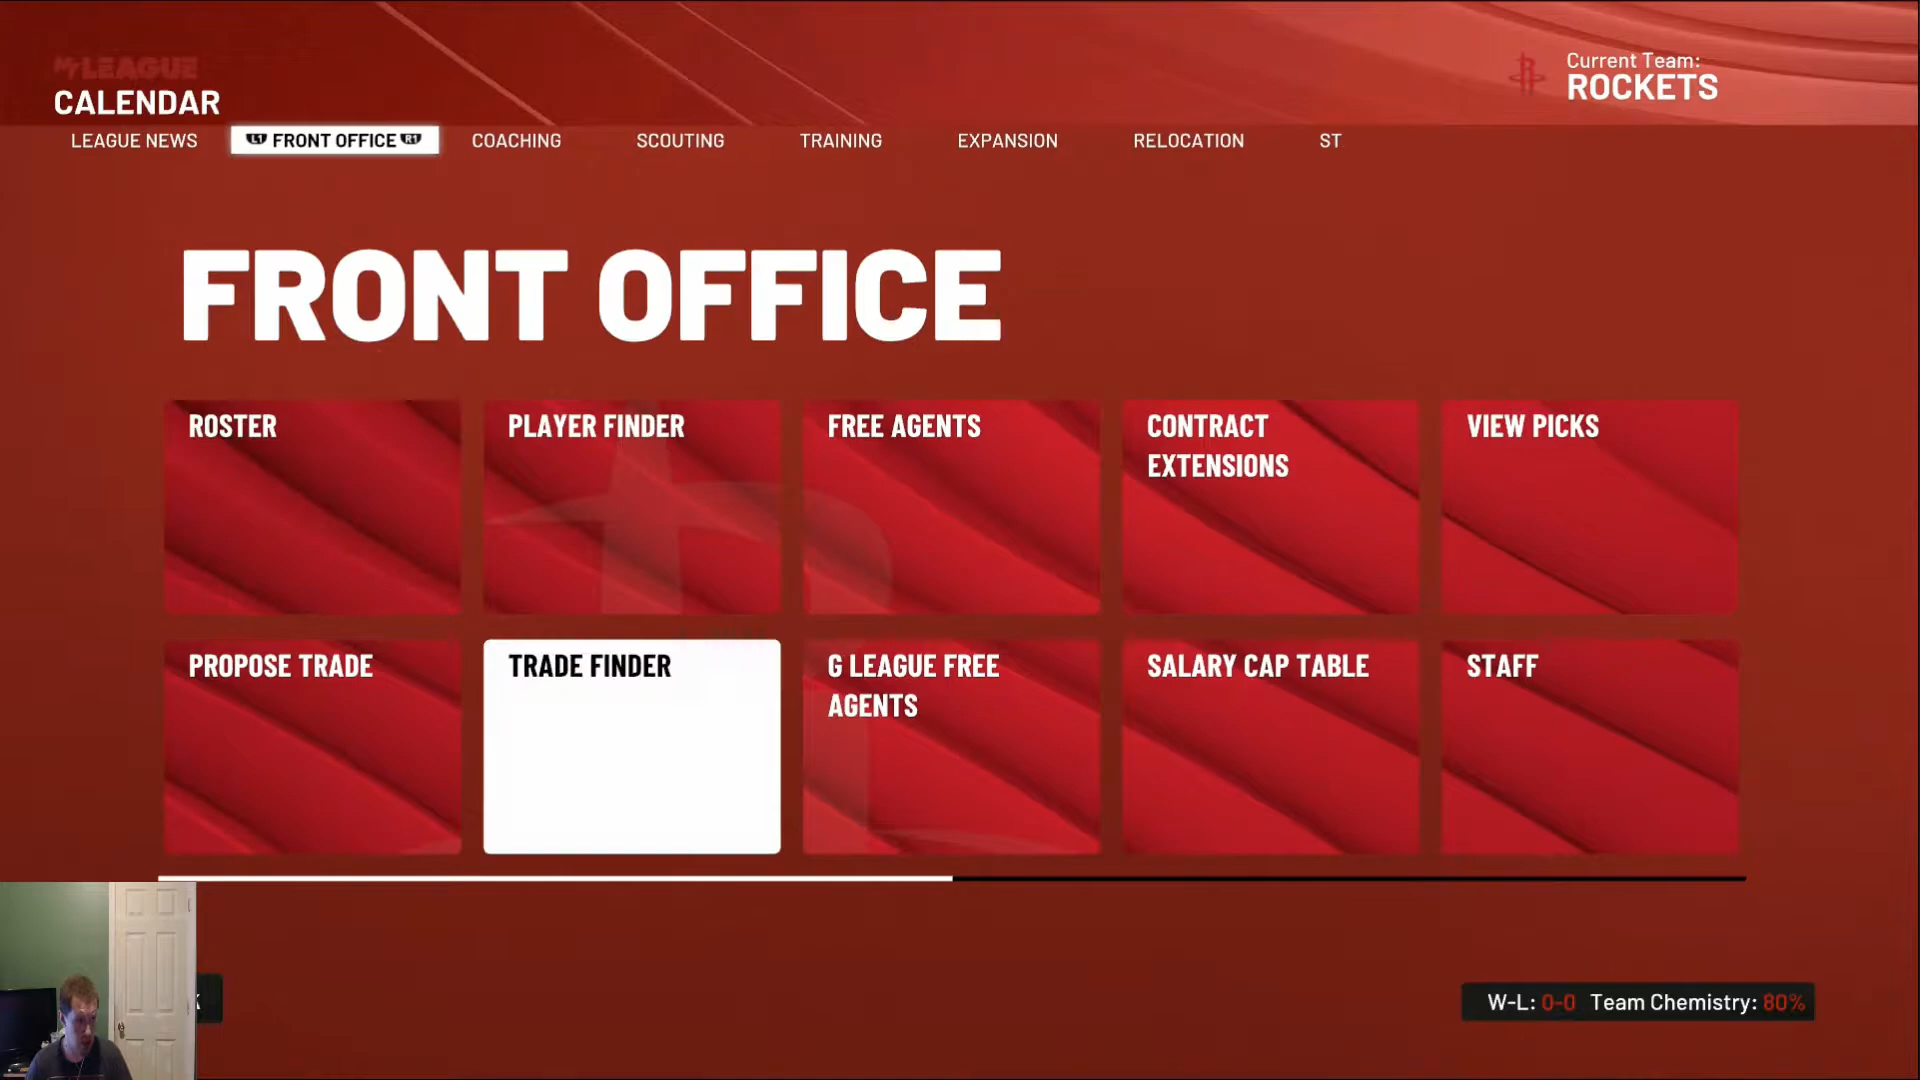 MyLEAGUE
CALENDAR
Current Team:
ROCKETS
LEAGUE NEWS
L1 FRONT OFFICE R1
COACHING
SCOUTING
TRAINING
EXPANSION
RELOCATION
ST
FRONT OFFICE
ROSTER
PLAYER FINDER
FREE AGENTS
CONTRACT
EXTENSIONS
VIEW PICKS
PROPOSE TRADE
TRADE FINDER
G LEAGUE FREE
AGENTS
SALARY CAP TABLE
STAFF
W-L: 0-0 Team Chemistry: 80%